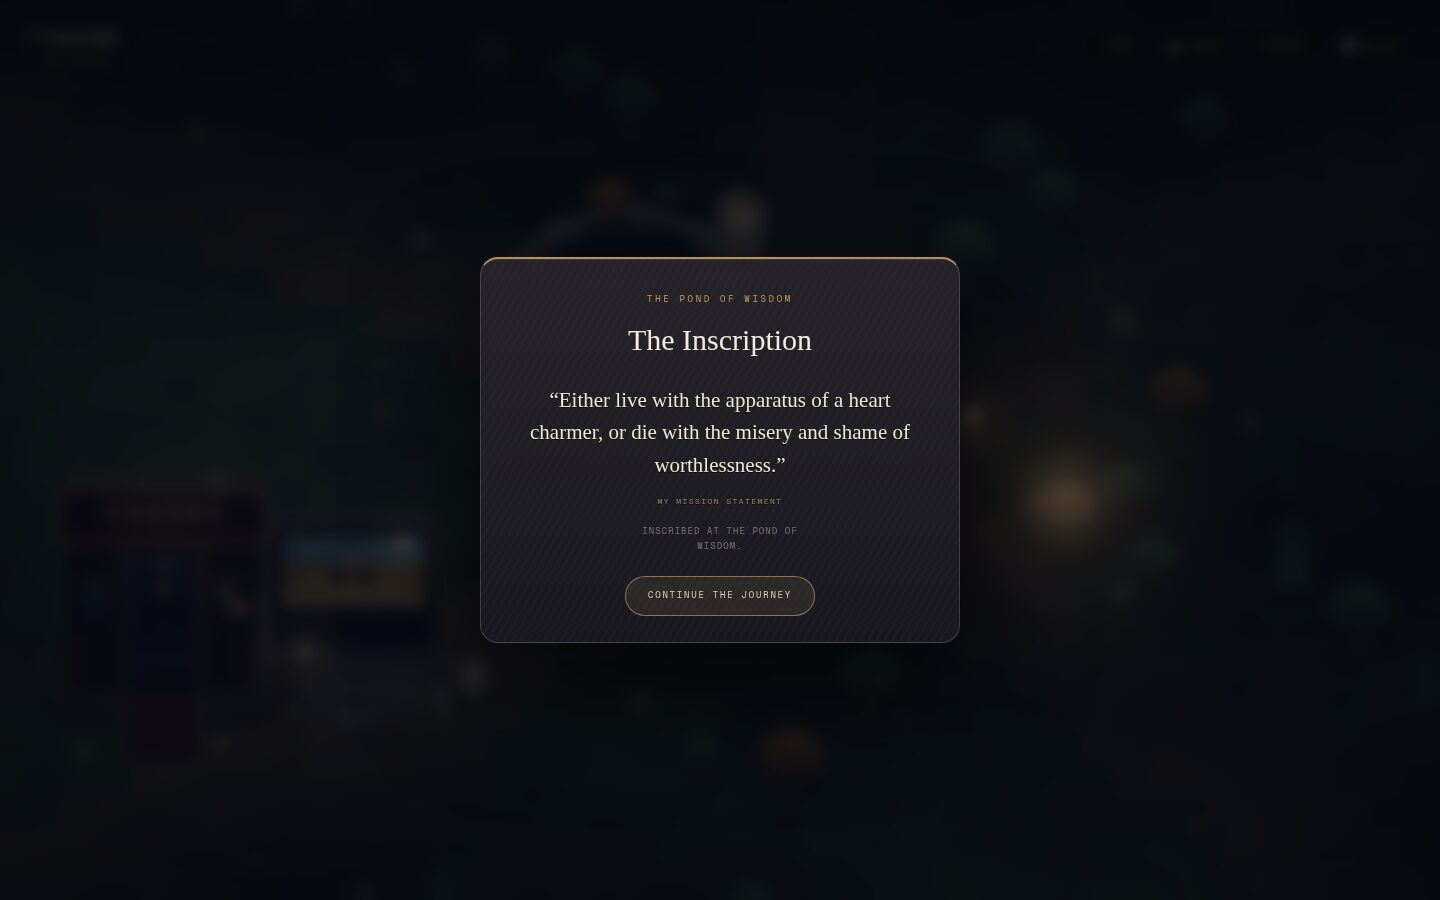 THE POND OF WISDOM
The Inscription
“Either live with the apparatus of a heart
charmer, or die with the misery and shame of
worthlessness.”
MY MISSION STATEMENT
INSCRIBED AT THE POND OF
WISDOM.
CONTINUE THE JOURNEY